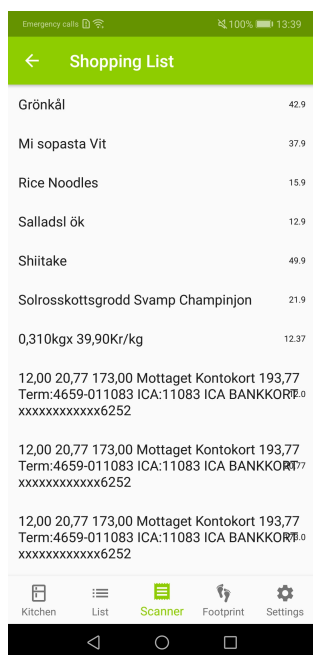 Emergency calls 100% 13:39
Shopping List
Grönkål 42.9
Mi sopasta Vit 37.9
Rice Noodles 15.9
Salladsl ök 12.9
Shiitake 49.9
Solrosskottsgrodd Svamp Champinjon 21.9
0,310kgx 39,90Kr/kg 12.37
12,00 20,77 173,00 Mottaget Kontokort 193,77
Term:4659-011083 ICA:11083 ICA BANKKORT
xxxxxxxxxxxx6252
12,00 20,77 173,00 Mottaget Kontokort 193,77
Term:4659-011083 ICA:11083 ICA BANKKORT
xxxxxxxxxxxx6252
12,00 20,77 173,00 Mottaget Kontokort 193,77
Term:4659-011083 ICA:11083 ICA BANKKORT
xxxxxxxxxxxx6252
Kitchen List Scanner Footprint Settings